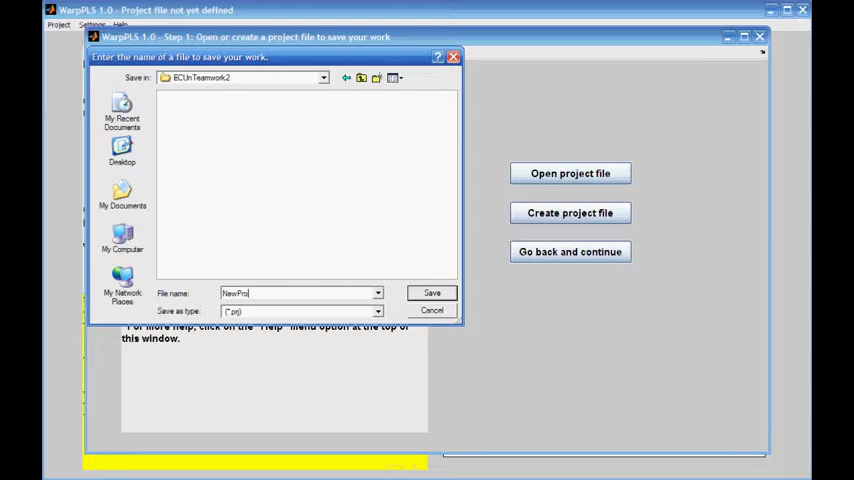 WarpPLS 1.0 - Project file not yet defined
Project Settings Help
WarpPLS 1.0 - Step 1: Open or create a project file to save your work
Enter the name of a file to save your work.
Save in: ECUnTeamwork2
My Recent
Documents
Desktop
My Documents
My Computer
My Network
Places
File name: NewProj
Save as type: (*.prj)
Save
Cancel
Open project file
Create project file
Go back and continue
For more help, click on the "Help" menu option at the top of
this window.